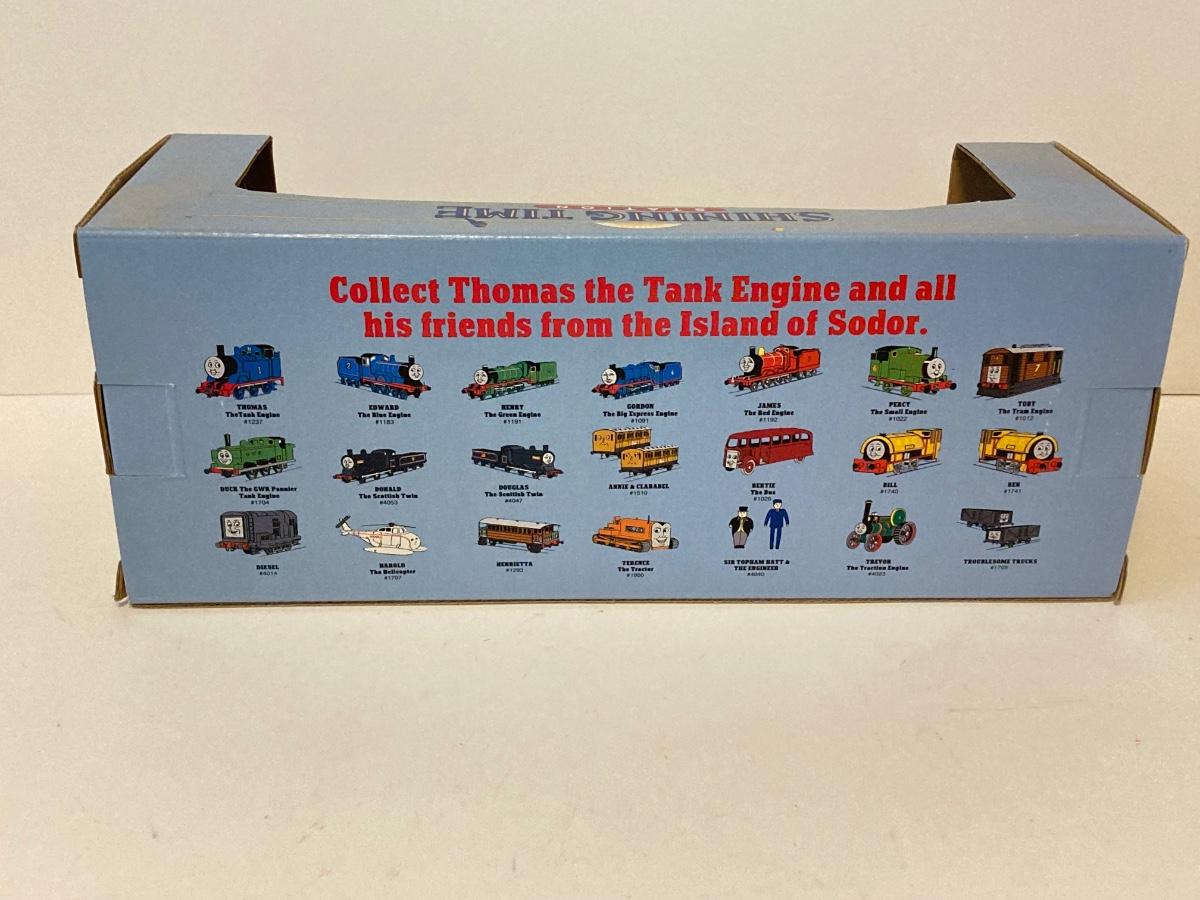 SHINING TIME
STATION
Collect Thomas the Tank Engine and all
his friends from the Island of Sodor.
THOMAS
The Tank Engine
#1237
EDWARD
The Blue Engine
#1183
HENRY
The Green Engine
#1191
GORDON
The Big Express Engine
#1091
JAMES
The Red Engine
#1192
PERCY
The Small Engine
#1022
TOBY
The Tram Engine
#1012
DUCK The GWR Pannier
Tank Engine
#1704
DONALD
The Scottish Twin
#4053
DOUGLAS
The Scottish Twin
#4047
ANNIE & CLARABEL
#1510
BERTIE
The Bus
#1026
BILL
#1740
BEN
#1741
DIESEL
#4014
HAROLD
The Helicopter
#1707
HENRIETTA
#1293
TERENCE
The Tractor
#1900
SIR TOPHAM HATT &
THE ENGINEER
#4040
TREVOR
The Traction Engine
#4023
TROUBLESOME TRUCKS
#1709